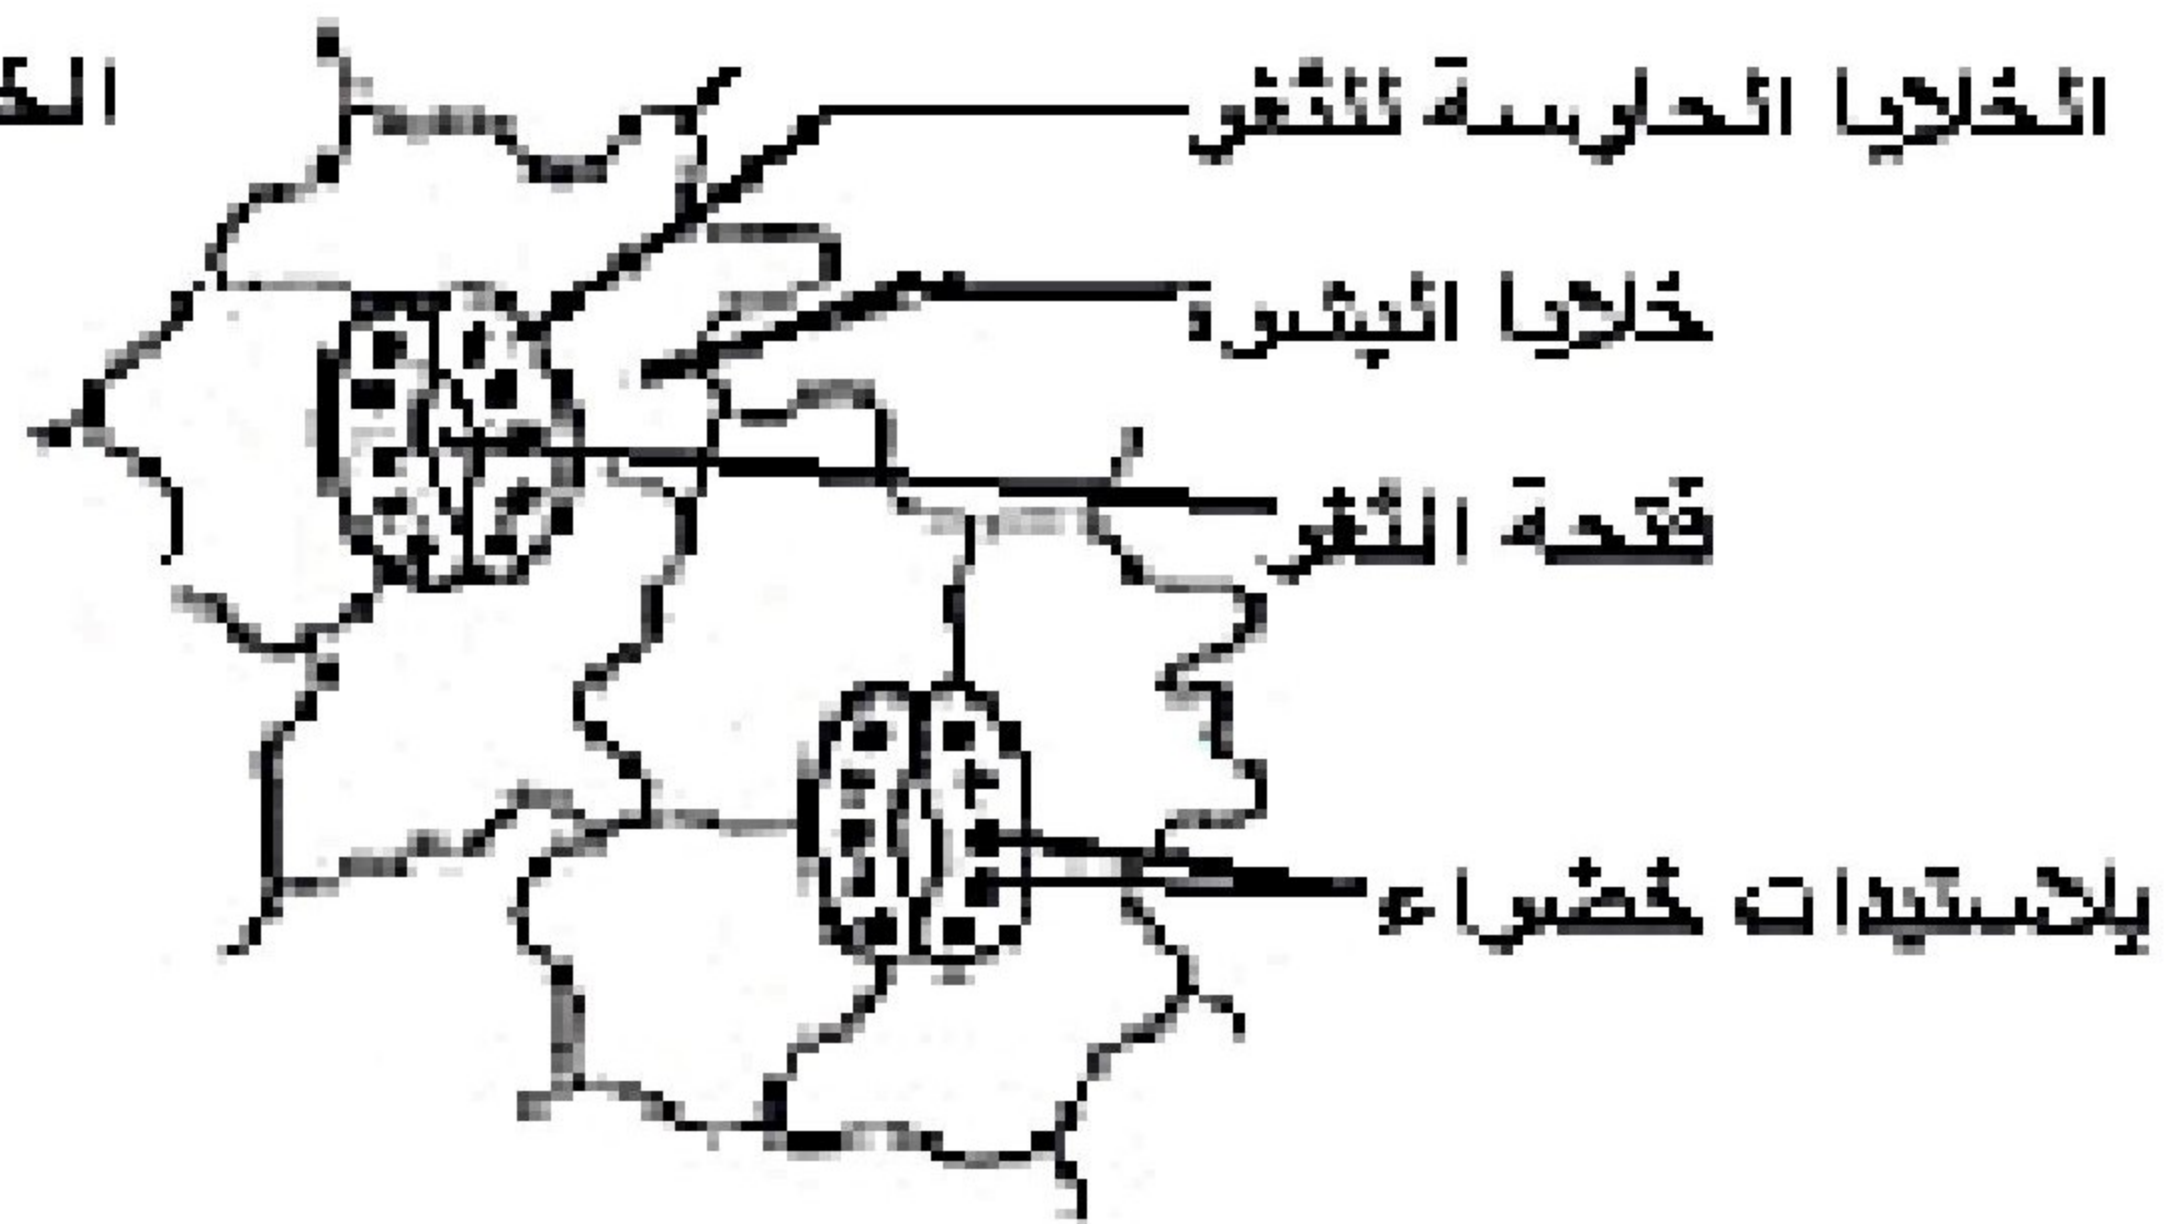 الخلايا الحارسة للثغر
خلايا البشرة
فتحة الثغر
بلاستيدات خضراء